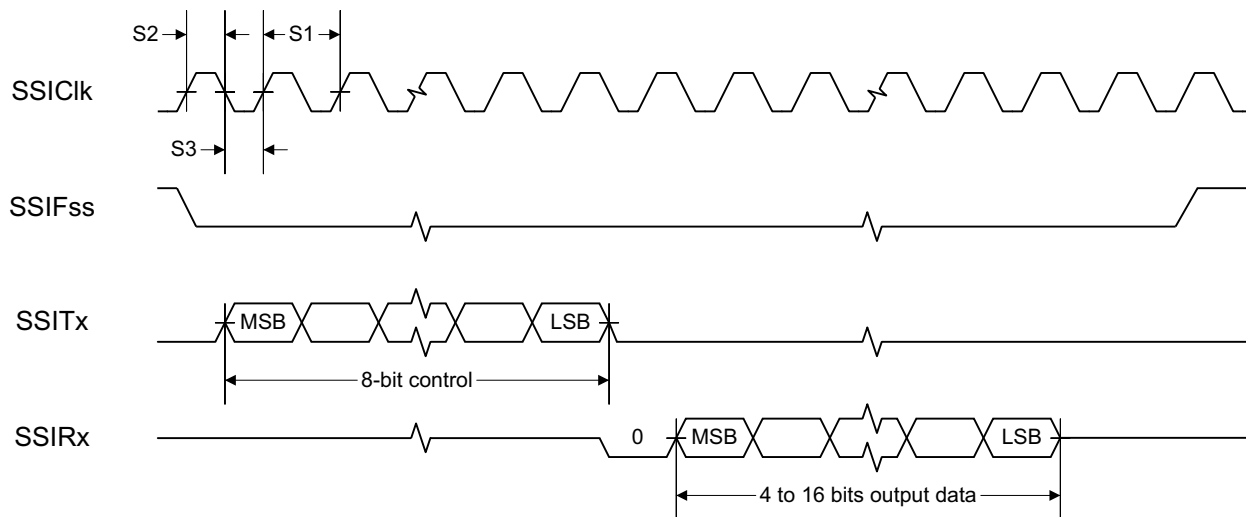 S2
S1
SSIClk
S3
SSIFss
SSITx
MSB
LSB
8-bit control
SSIRx
0
MSB
LSB
4 to 16 bits output data